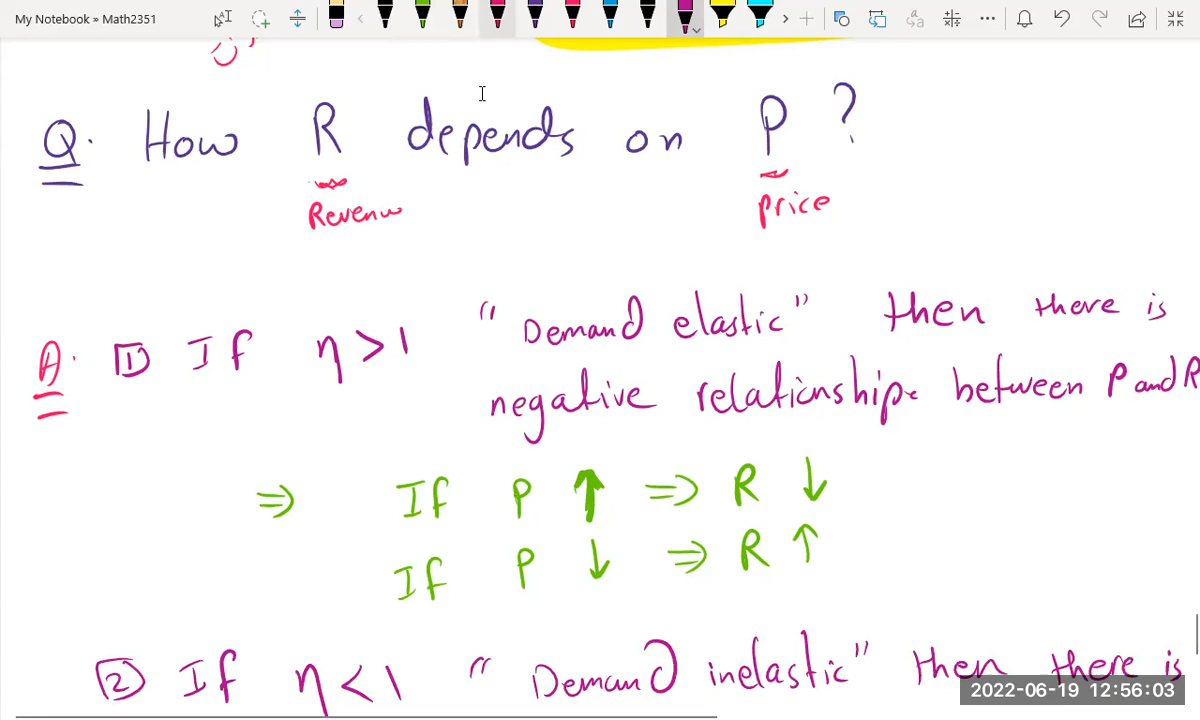 My Notebook » Math2351
Q. How R depends on P ?
Revenu
price
A. 1 If η > 1 "Demand elastic" then there is
negative relationship. between P and R
⇒ If P ↑ ⇒ R ↓
If P ↓ ⇒ R ↑
2 If η < 1 "Demand inelastic" then there is
2022-06-19 12:56:03